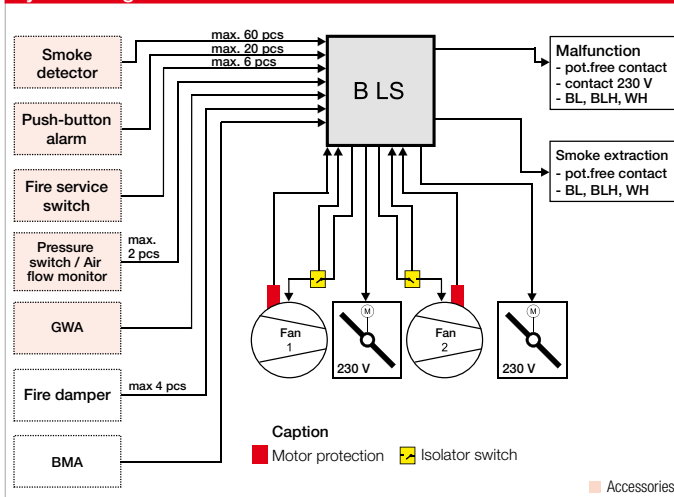 max. 60 pcs
max. 20 pcs
max. 6 pcs
Smoke
detector
Push-button
alarm
Fire service
switch
Pressure
switch / Air
flow monitor
max.
2 pcs
GWA
Fire damper
max 4 pcs
BMA
B LS
Malfunction
- pot.free contact
- contact 230 V
- BL, BLH, WH
Smoke extraction
- pot.free contact
- BL, BLH, WH
Fan
1
M
230 V
Fan
2
M
230 V
Caption
Motor protection
Isolator switch
Accessories